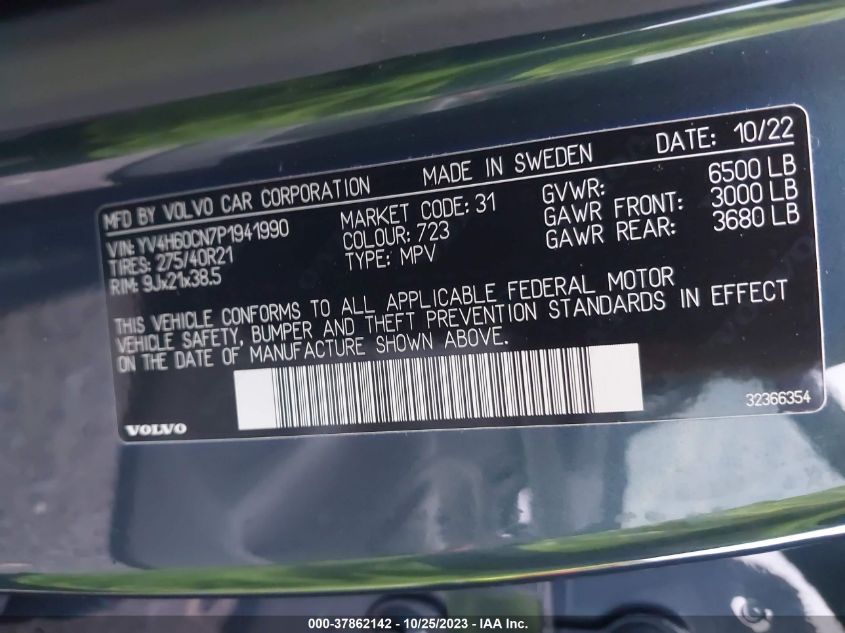 MFD BY VOLVO CAR CORPORATION MADE IN SWEDEN DATE: 10/22
VIN: YV4H60CN7P1941990 MARKET CODE: 31 GVWR: 6500 LB
TIRES: 275/40R21 COLOUR: 723 GAWR FRONT: 3000 LB
RIM: 9Jx21x38.5 TYPE: MPV GAWR REAR: 3680 LB
THIS VEHICLE CONFORMS TO ALL APPLICABLE FEDERAL MOTOR
VEHICLE SAFETY, BUMPER AND THEFT PREVENTION STANDARDS IN EFFECT
ON THE DATE OF MANUFACTURE SHOWN ABOVE.
VOLVO 32366354
000-37862142 - 10/25/2023 - IAA Inc.